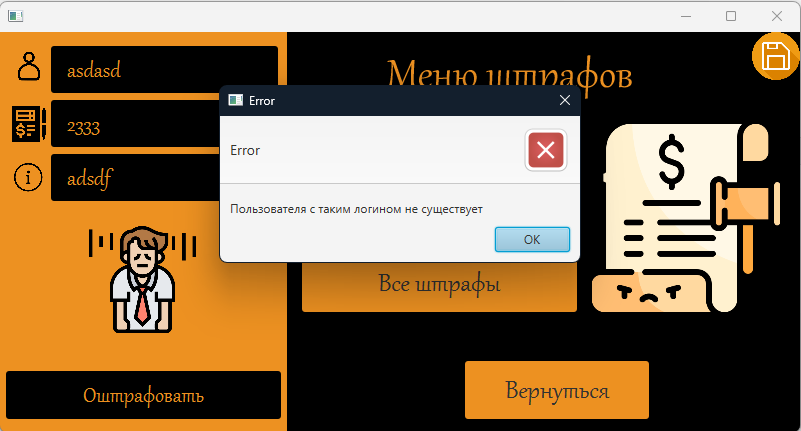 asdasd
2333
adsdf
Меню штрафов
Error
Error
Пользователя с таким логином не существует
OK
Все штрафы
Оштрафовать
Вернуться